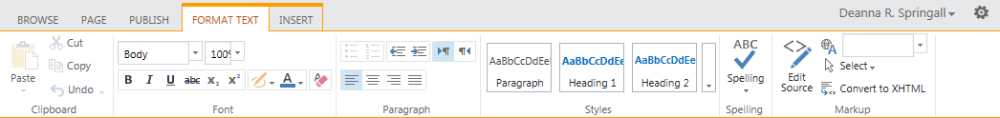 BROWSE PAGE PUBLISH FORMAT TEXT INSERT Deanna R. Springall
Paste
Cut
Copy
Undo
Clipboard
Body 100%
B I U abc x₂ x²
A
Font
Paragraph
AaBbCcDdEel
Paragraph
AaBbCcDdEe
Heading 1
AaBbCcDdEe
Heading 2
Styles
ABC
Spelling
Spelling
Edit
Source
A
Select
Convert to XHTML
Markup